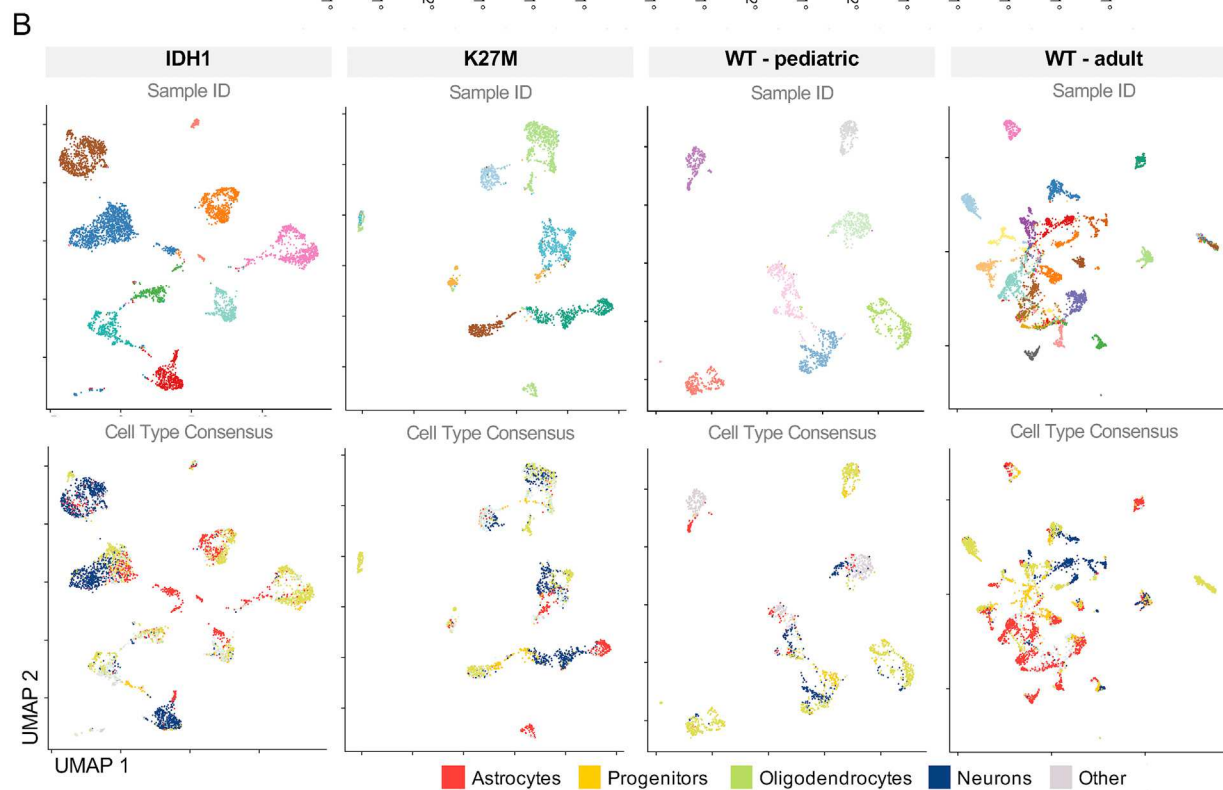 B
IDH1
K27M
WT - pediatric
WT - adult
Sample ID
Sample ID
Sample ID
Sample ID
Cell Type Consensus
Cell Type Consensus
Cell Type Consensus
Cell Type Consensus
UMAP 2
UMAP 1
Astrocytes
Progenitors
Oligodendrocytes
Neurons
Other